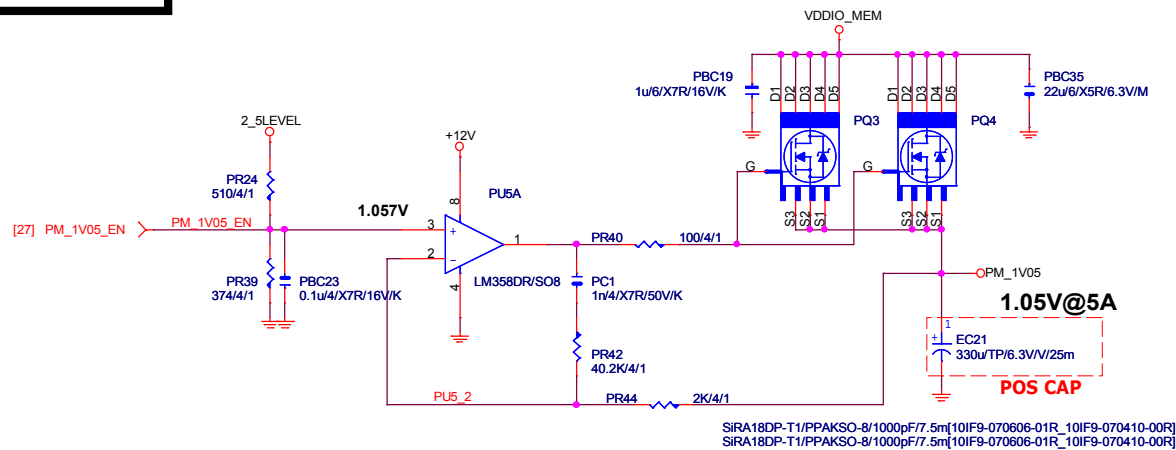 VDDIO_MEM
PBC19
1u/6/X7R/16V/K
D1 D2 D3 D4 D5
D1 D2 D3 D4 D5
PBC35
22u/6/X5R/6.3V/M
PQ3
PQ4
G
G
S3 S2 S1
S3 S2 S1
2_5LEVEL
+12V
PR24
510/4/1
PU5A
8
1.057V
[27] PM_1V05_EN
PM_1V05_EN
3
+
1
2
-
4
LM358DR/SO8
PR40
100/4/1
PR39
374/4/1
PBC23
0.1u/4/X7R/16V/K
PC1
1n/4/X7R/50V/K
PM_1V05
1.05V@5A
1
+
EC21
330u/TP/6.3V/V/25m
POS CAP
PR42
40.2K/4/1
PU5_2
PR44
2K/4/1
SiRA18DP-T1/PPAKSO-8/1000pF/7.5m[10IF9-070606-01R_10IF9-070410-00R]
SiRA18DP-T1/PPAKSO-8/1000pF/7.5m[10IF9-070606-01R_10IF9-070410-00R]